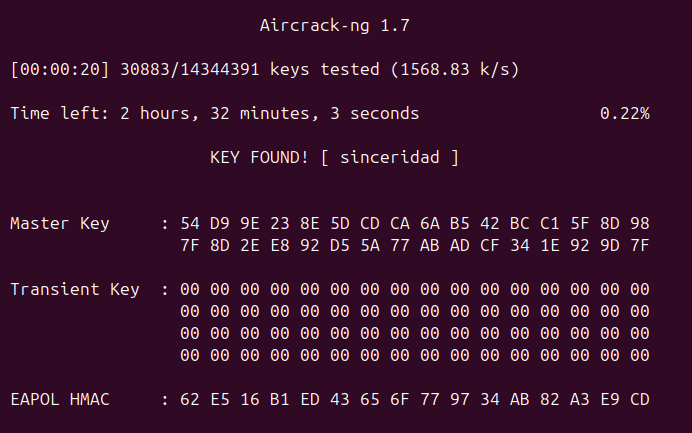 Aircrack-ng 1.7
[00:00:20] 30883/14344391 keys tested (1568.83 k/s)
Time left: 2 hours, 32 minutes, 3 seconds 0.22%
KEY FOUND! [ sinceridad ]
Master Key : 54 D9 9E 23 8E 5D CD CA 6A B5 42 BC C1 5F 8D 98
7F 8D 2E E8 92 D5 5A 77 AB AD CF 34 1E 92 9D 7F
Transient Key : 00 00 00 00 00 00 00 00 00 00 00 00 00 00 00 00
00 00 00 00 00 00 00 00 00 00 00 00 00 00 00 00
00 00 00 00 00 00 00 00 00 00 00 00 00 00 00 00
00 00 00 00 00 00 00 00 00 00 00 00 00 00 00 00
EAPOL HMAC : 62 E5 16 B1 ED 43 65 6F 77 97 34 AB 82 A3 E9 CD